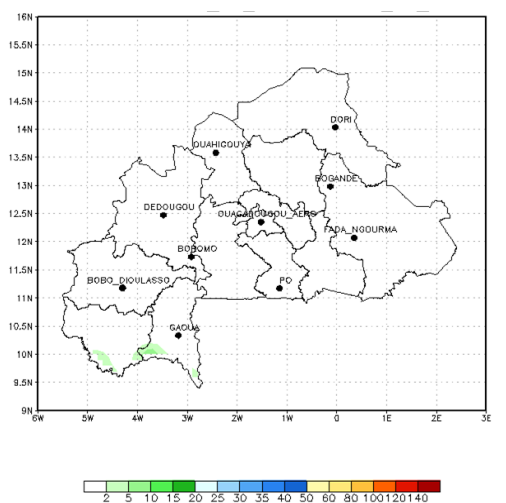 16N
15.5N
15N
14.5N
14N
13.5N
13N
12.5N
12N
11.5N
11N
10.5N
10N
9.5N
9N
DORI
OUAHIGOUYA
BOGANDE
DEDOUGOU
OUAGADOUGOU_AERO
FADA_NGOURMA
BOROMO
BOBO_DIOULASSO
PO
GAOUA
6W 5W 4W 3W 2W 1W 0 1E 2E 3E
2 5 10 15 20 25 30 35 40 50 60 80 100 120 140